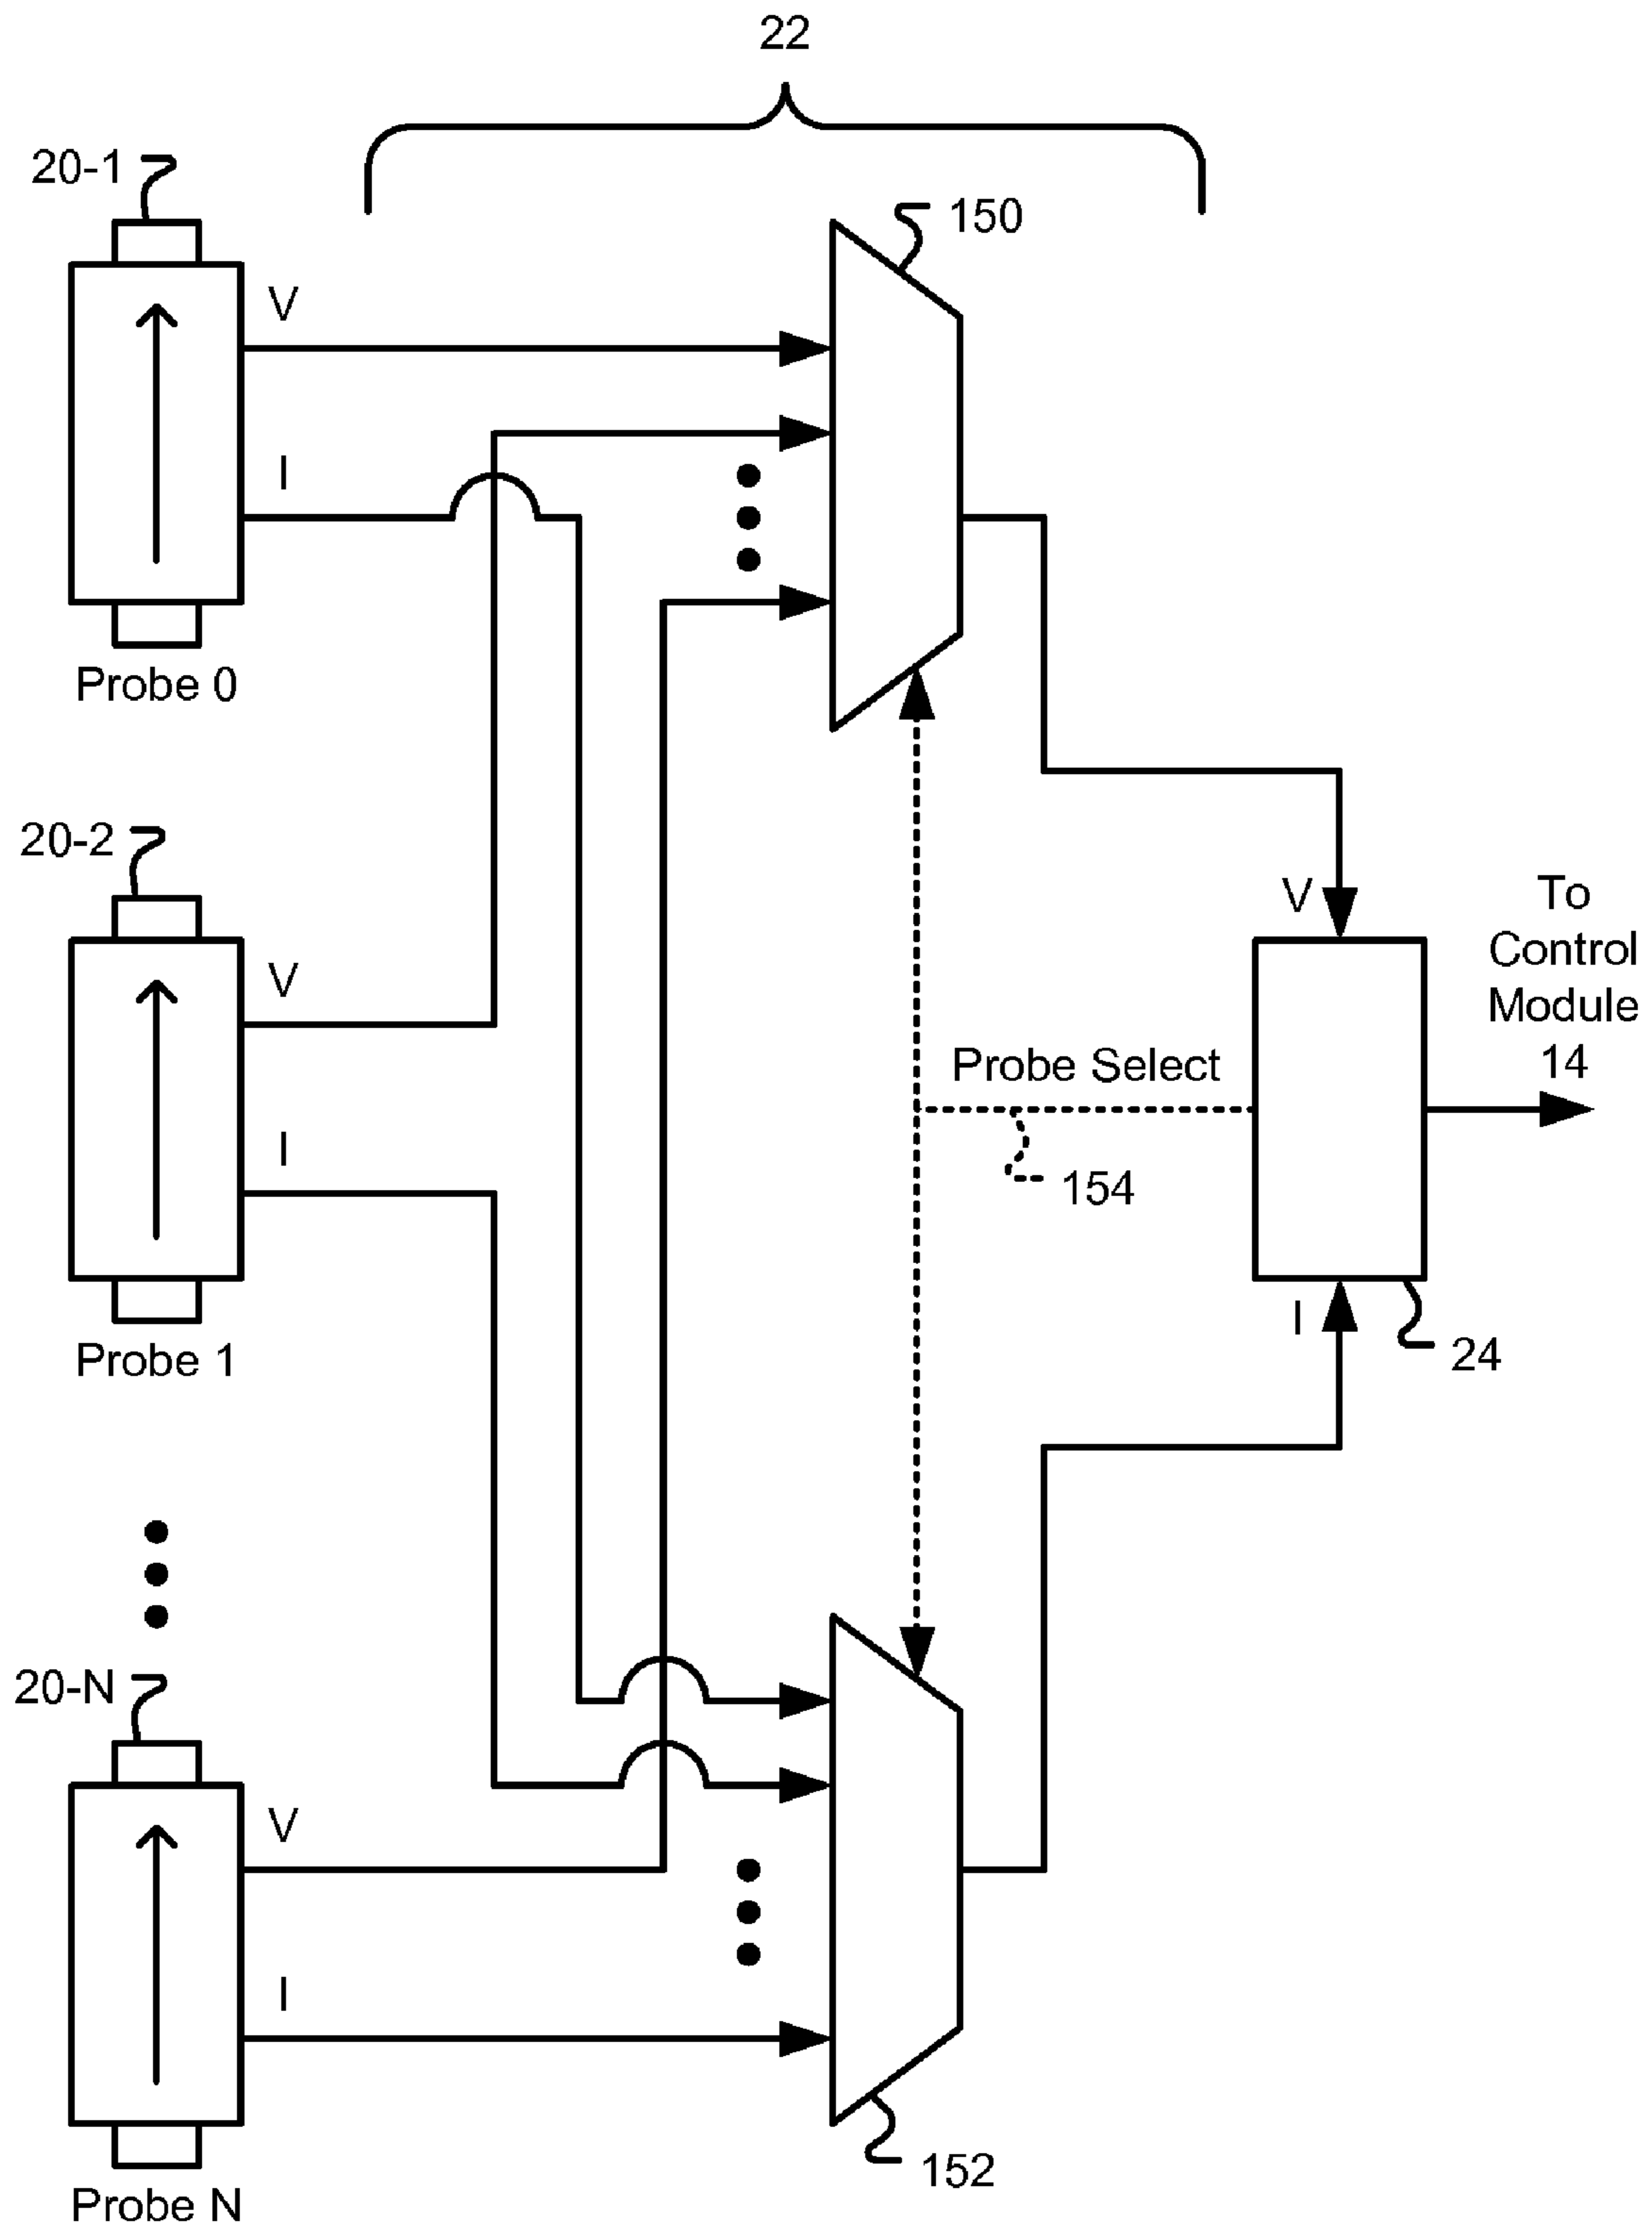 22
20-1
150
V
I
Probe 0
20-2
V
To
Control
Module
14
V
Probe Select
I
154
I
24
Probe 1
20-N
V
I
152
Probe N